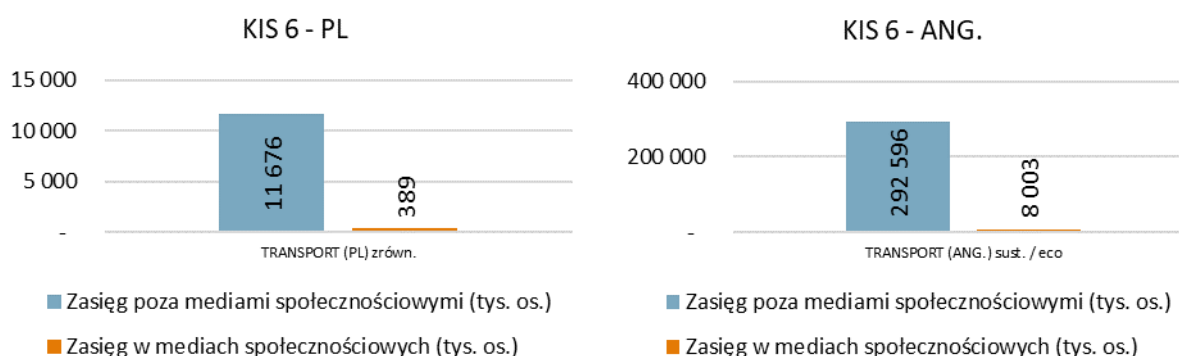 KIS 6 - PL
15 000
10 000
5 000
-
11 676
389
TRANSPORT (PL) zrówn.
Zasięg poza mediami społecznościowymi (tys. os.)
Zasięg w mediach społecznościowych (tys. os.)
KIS 6 - ANG.
400 000
200 000
-
292 596
8 003
TRANSPORT (ANG.) sust. / eco
Zasięg poza mediami społecznościowymi (tys. os.)
Zasięg w mediach społecznościowych (tys. os.)